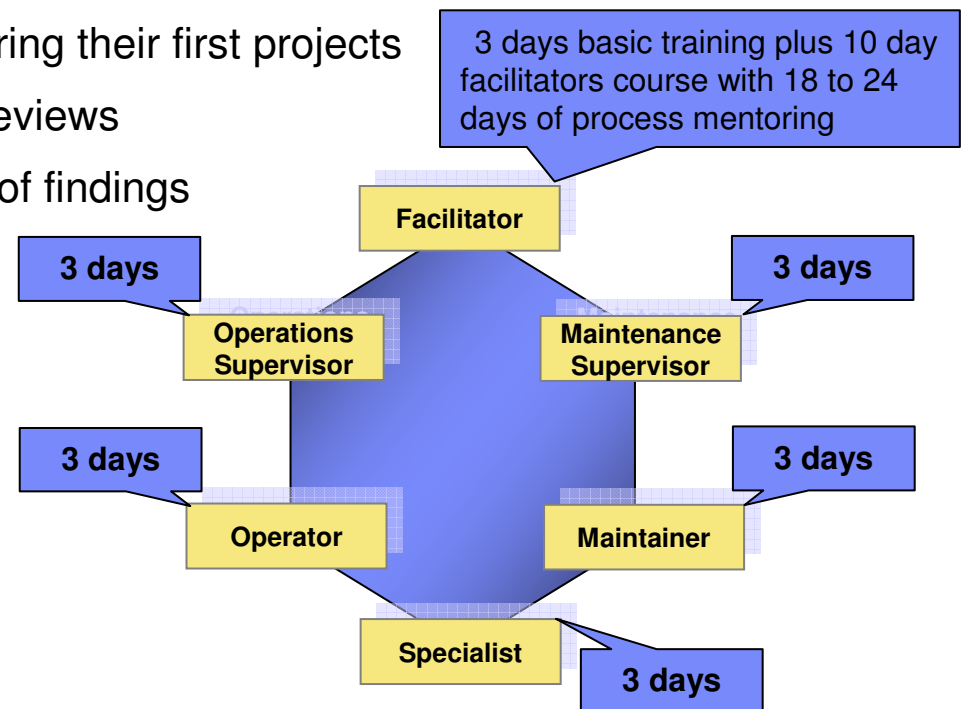 ring their first projects
eviews
of findings
3 days basic training plus 10 day
facilitators course with 18 to 24
days of process mentoring
Facilitator
3 days
3 days
Operations
Supervisor
Maintenance
Supervisor
3 days
3 days
Operator
Maintainer
Specialist
3 days